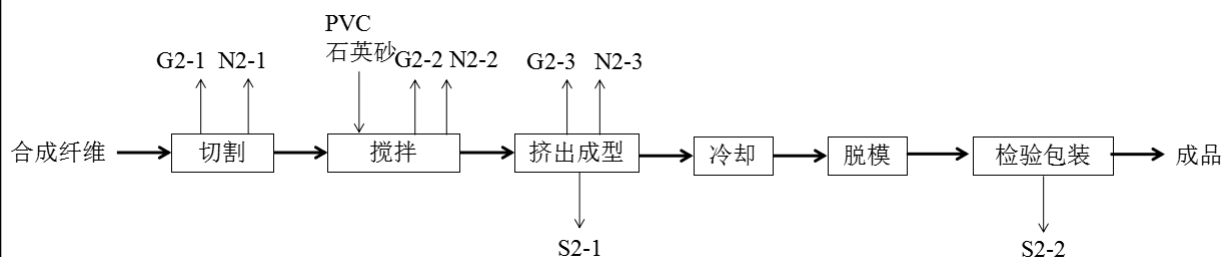 PVC
石英砂
G2-1 N2-1
G2-2 N2-2
G2-3 N2-3
合成纤维
切割
搅拌
挤出成型
冷却
脱模
检验包装
成品
S2-1
S2-2